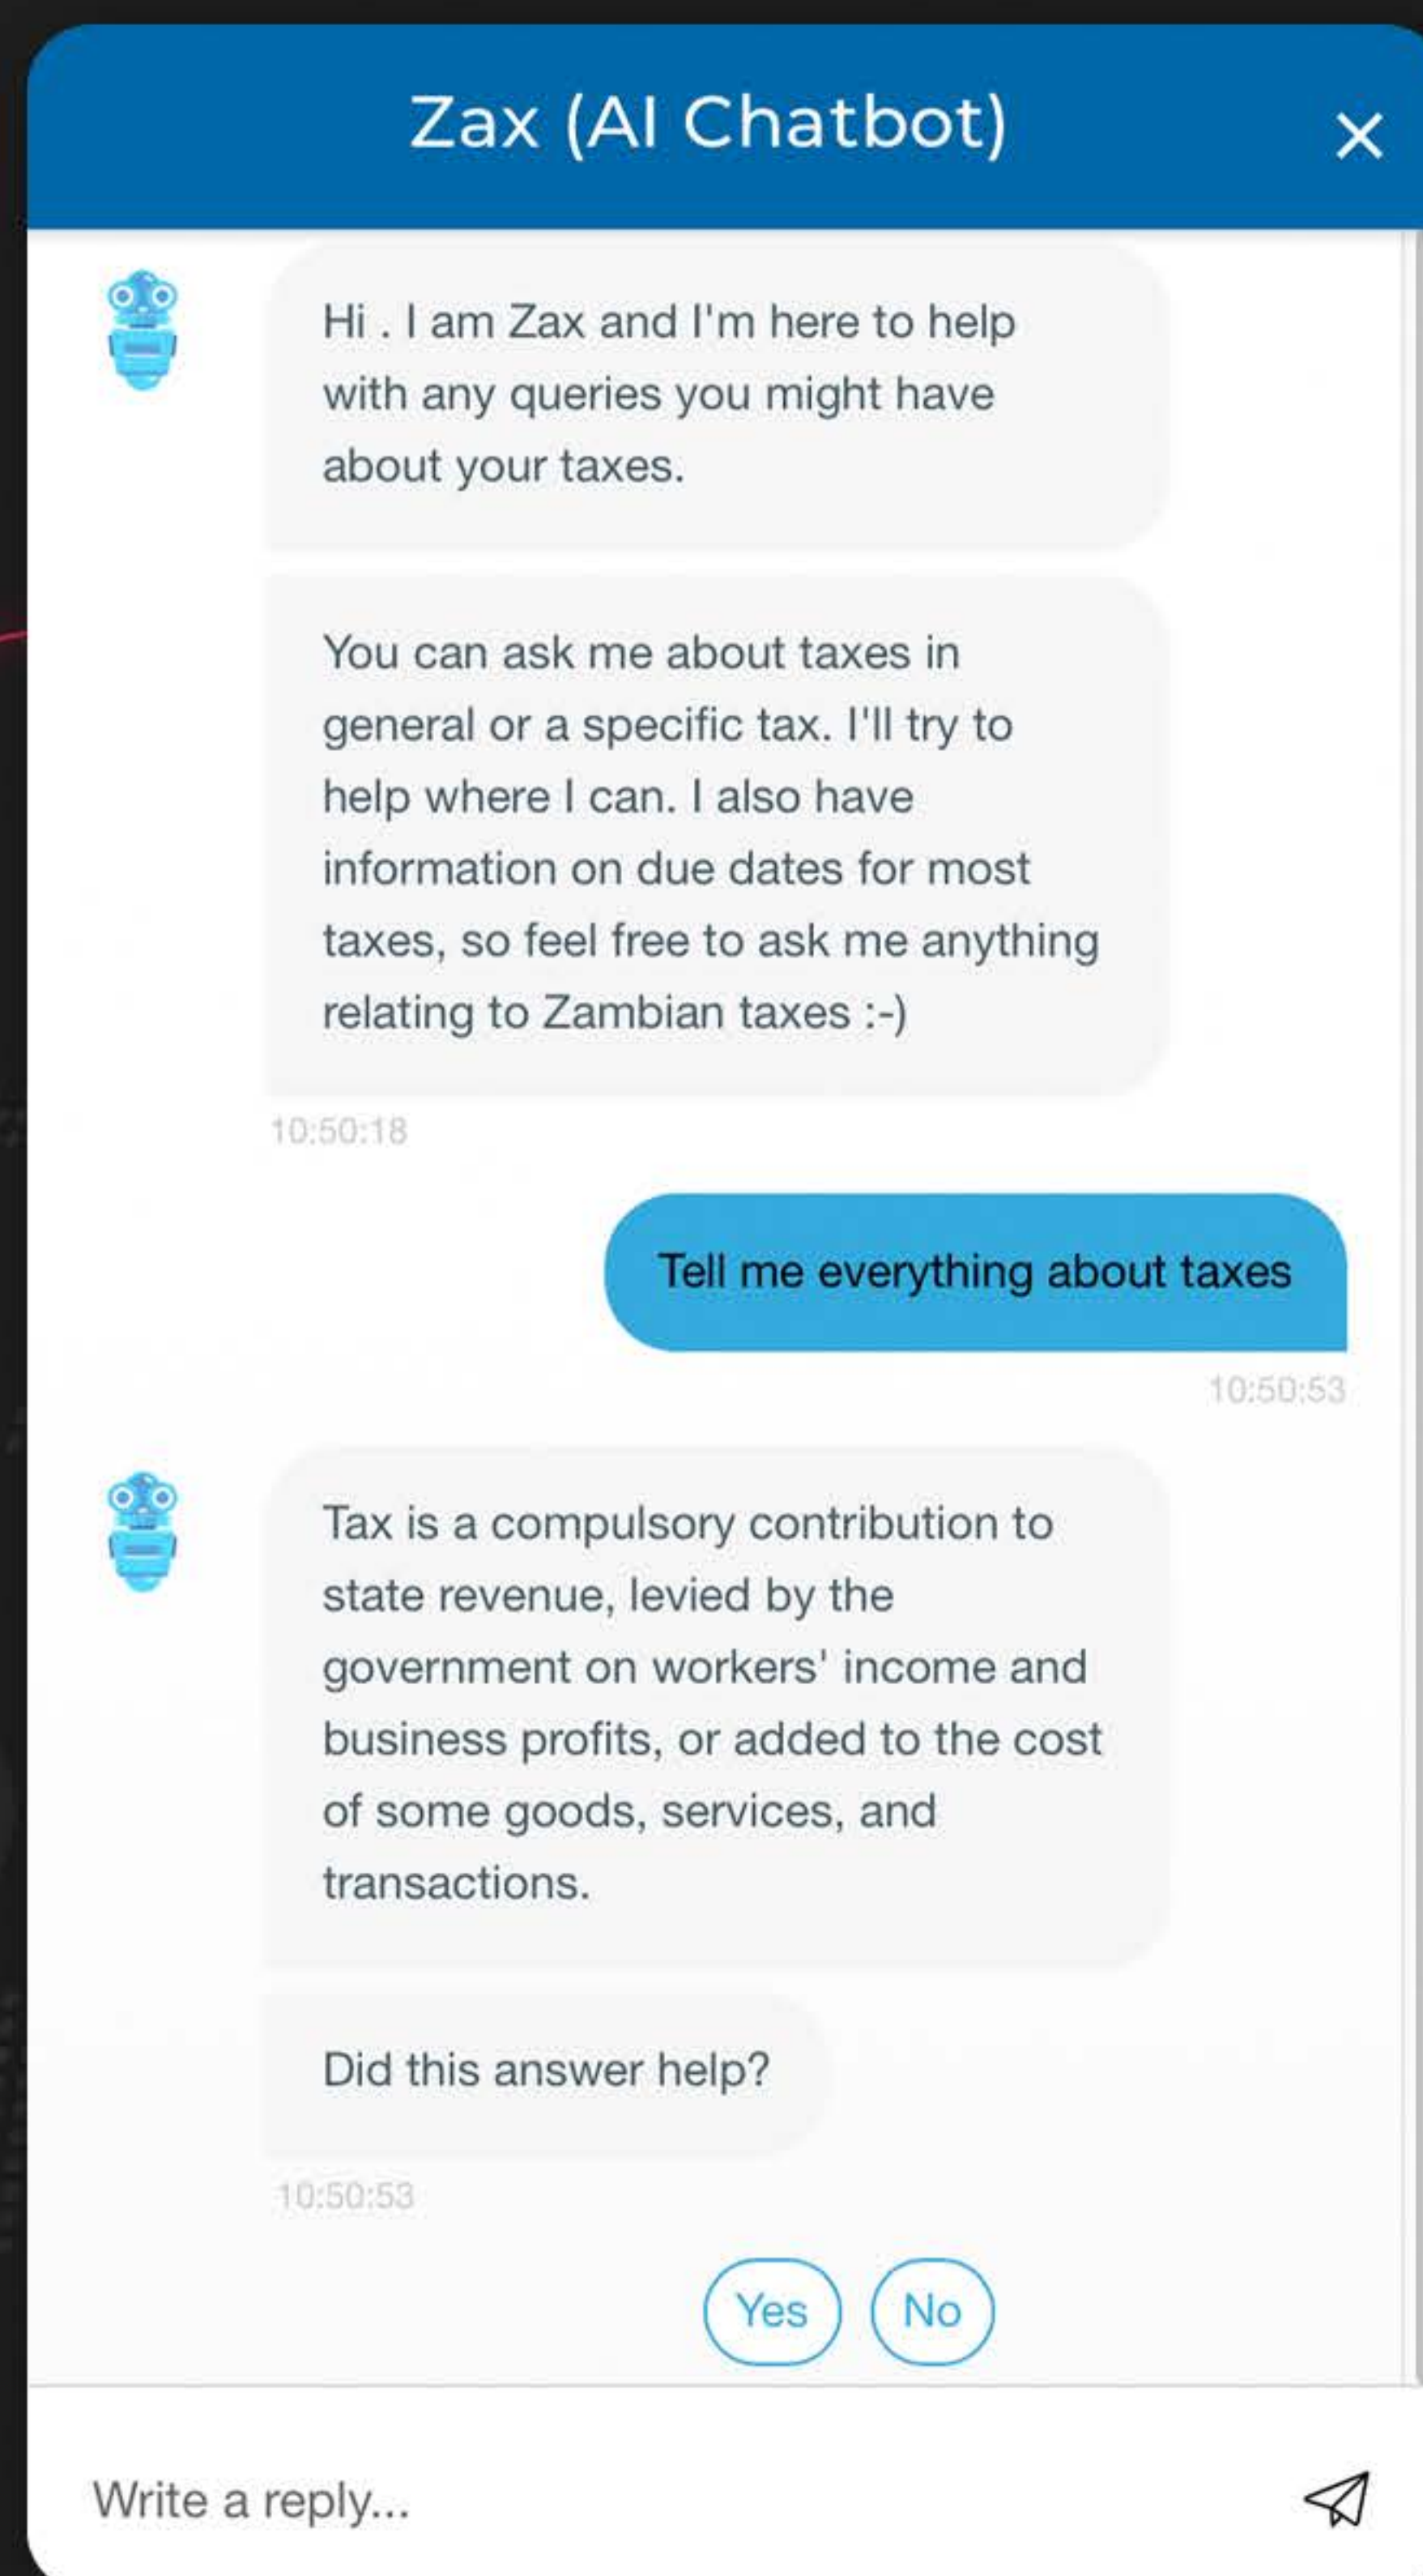 Zax (AI Chatbot)
Hi . I am Zax and I'm here to help
with any queries you might have
about your taxes.
You can ask me about taxes in
general or a specific tax. I'll try to
help where I can. I also have
information on due dates for most
taxes, so feel free to ask me anything
relating to Zambian taxes :-)
10:50:18
Tell me everything about taxes
10:50:53
Tax is a compulsory contribution to
state revenue, levied by the
government on workers' income and
business profits, or added to the cost
of some goods, services, and
transactions.
Did this answer help?
10:50:53
Yes No
Write a reply...